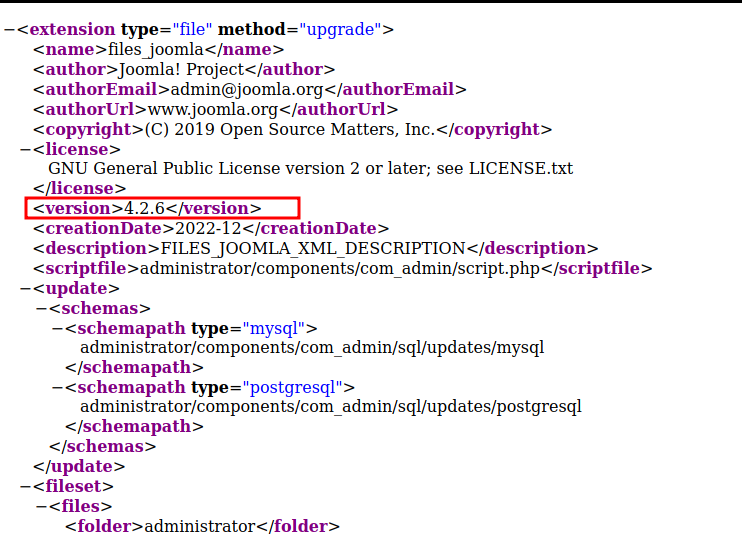 −<extension type="file" method="upgrade">
<name>files_joomla</name>
<author>Joomla! Project</author>
<authorEmail>admin@joomla.org</authorEmail>
<authorUrl>www.joomla.org</authorUrl>
<copyright>(C) 2019 Open Source Matters, Inc.</copyright>
−<license>
GNU General Public License version 2 or later; see LICENSE.txt
</license>
<version>4.2.6</version>
<creationDate>2022-12</creationDate>
<description>FILES_JOOMLA_XML_DESCRIPTION</description>
<scriptfile>administrator/components/com_admin/script.php</scriptfile>
−<update>
−<schemas>
−<schemapath type="mysql">
administrator/components/com_admin/sql/updates/mysql
</schemapath>
−<schemapath type="postgresql">
administrator/components/com_admin/sql/updates/postgresql
</schemapath>
</schemas>
</update>
−<fileset>
−<files>
<folder>administrator</folder>